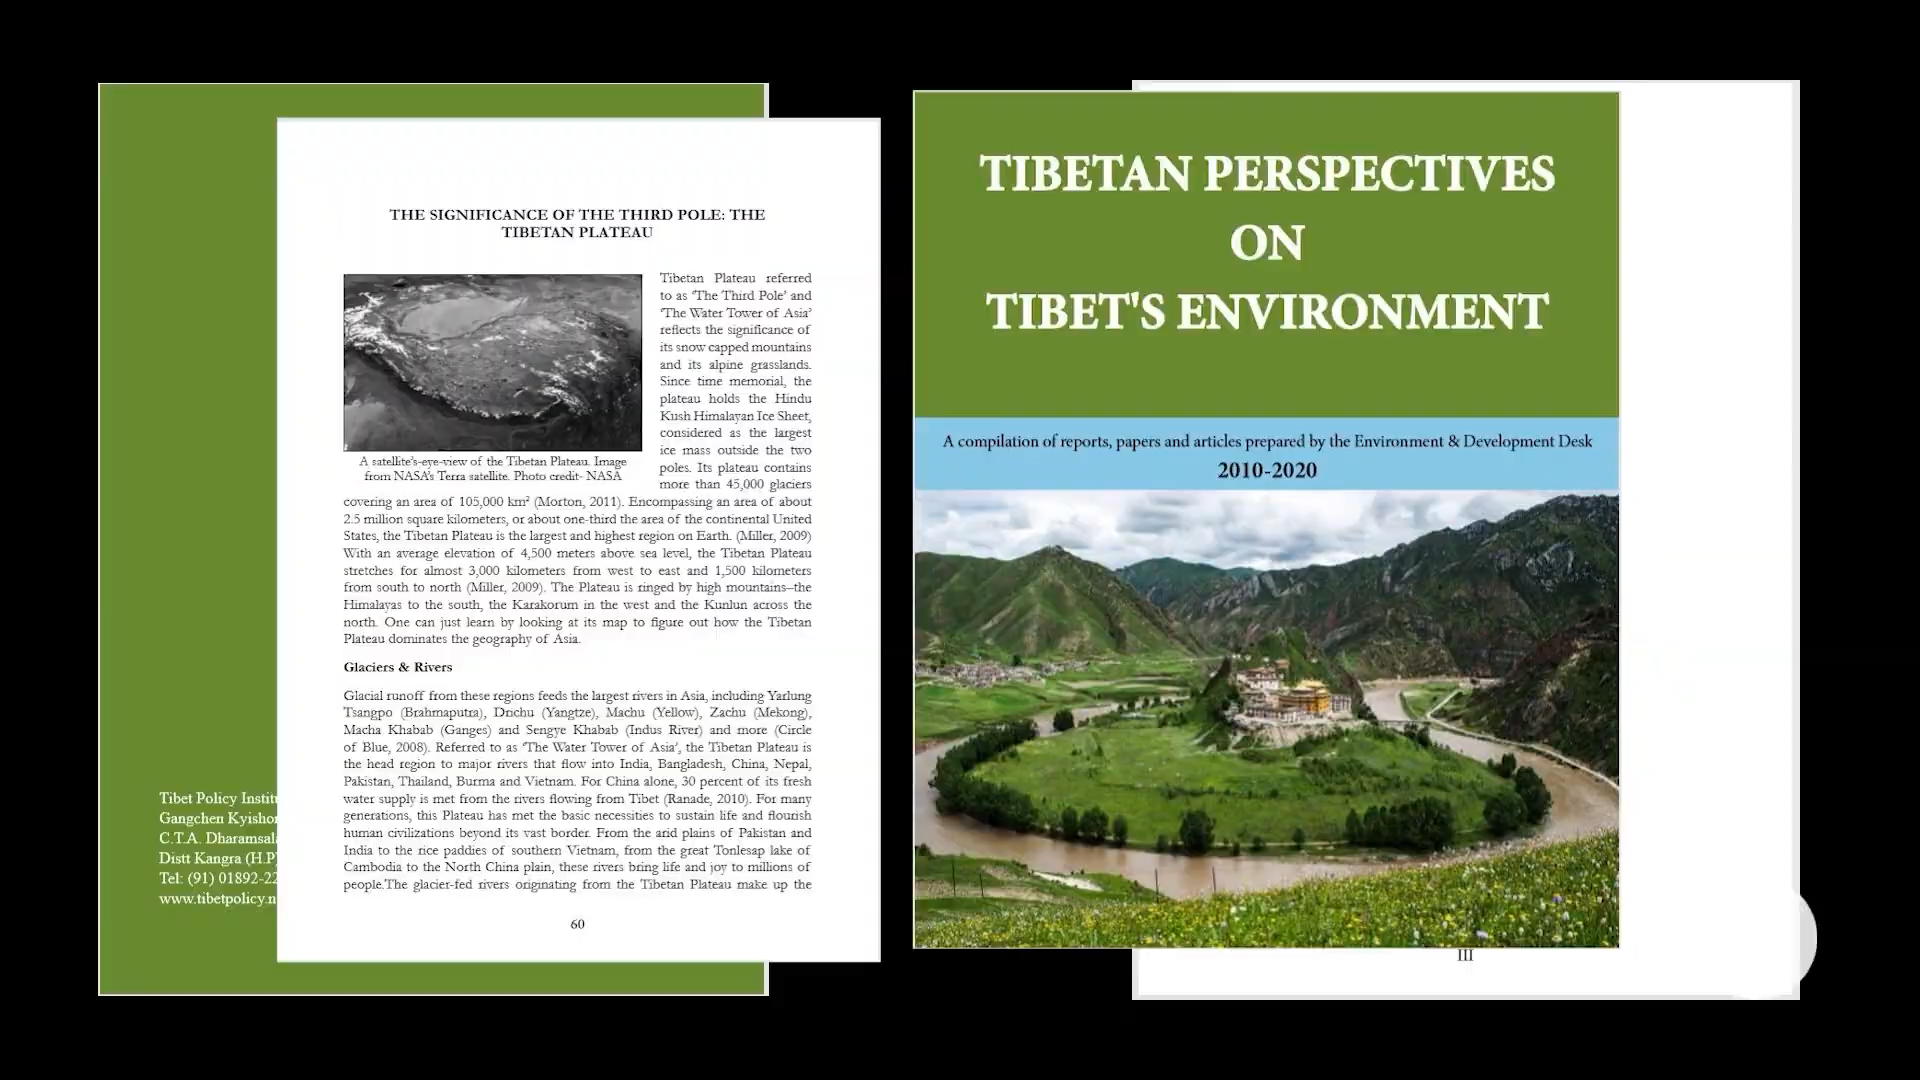 THE SIGNIFICANCE OF THE THIRD POLE: THE
TIBETAN PLATEAU
Tibetan Plateau referred
to as 'The Third Pole' and
'The Water Tower of Asia'
reflects the significance of
its snow capped mountains
and its alpine grasslands.
Since time memorial, the
plateau holds the Hindu
Kush Himalayan Ice Sheet,
considered as the largest
ice mass outside the two
poles. Its plateau contains
more than 45,000 glaciers
A satellite's-eye-view of the Tibetan Plateau. Image
from NASA's Terra satellite. Photo credit- NASA
covering an area of 105,000 km² (Morton, 2011). Encompassing an area of about
2.5 million square kilometers, or about one-third the area of the continental United
States, the Tibetan Plateau is the largest and highest region on Earth. (Miller, 2009)
With an average elevation of 4,500 meters above sea level, the Tibetan Plateau
stretches for almost 3,000 kilometers from west to east and 1,500 kilometers
from south to north (Miller, 2009). The Plateau is ringed by high mountains–the
Himalayas to the south, the Karakorum in the west and the Kunlun across the
north. One can just learn by looking at its map to figure out how the Tibetan
Plateau dominates the geography of Asia.
Glaciers & Rivers
Glacial runoff from these regions feeds the largest rivers in Asia, including Yarlung
Tsangpo (Brahmaputra), Drichu (Yangtze), Machu (Yellow), Zachu (Mekong),
Macha Khabab (Ganges) and Sengye Khabab (Indus River) and more (Circle
of Blue, 2008). Referred to as 'The Water Tower of Asia', the Tibetan Plateau is
the head region to major rivers that flow into India, Bangladesh, China, Nepal,
Pakistan, Thailand, Burma and Vietnam. For China alone, 30 percent of its fresh
water supply is met from the rivers flowing from Tibet (Ranade, 2010). For many
generations, this Plateau has met the basic necessities to sustain life and flourish
human civilizations beyond its vast border. From the arid plains of Pakistan and
India to the rice paddies of southern Vietnam, from the great Tonlesap lake of
Cambodia to the North China plain, these rivers bring life and joy to millions of
people.The glacier-fed rivers originating from the Tibetan Plateau make up the
60
Tibet Policy Institu
Gangchen Kyishon
C.T.A. Dharamsala
Distt Kangra (H.P)
Tel: (91) 01892-22
www.tibetpolicy.n
TIBETAN PERSPECTIVES
ON
TIBET'S ENVIRONMENT
A compilation of reports, papers and articles prepared by the Environment & Development Desk
2010-2020
III